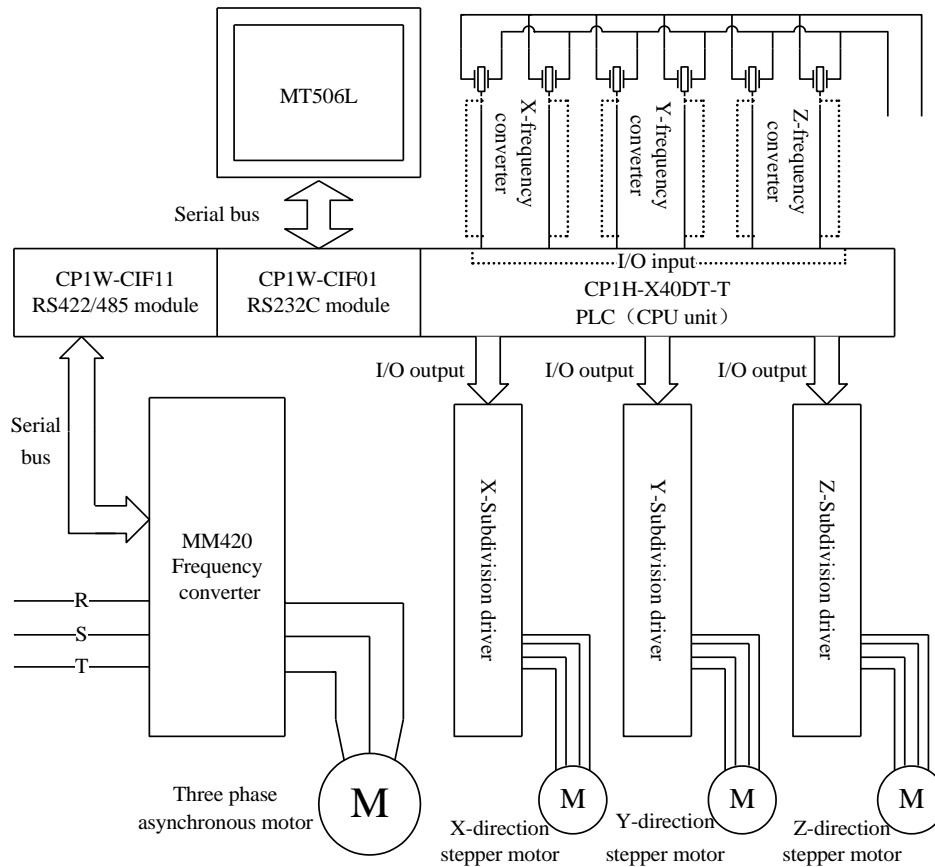 MT506L
X-frequency
converter
Y-frequency
converter
Z-frequency
converter
Serial bus
I/O input
CP1W-CIF11
RS422/485 module
CP1W-CIF01
RS232C module
CP1H-X40DT-T
PLC（CPU unit）
I/O output
I/O output
I/O output
Serial
bus
MM420
Frequency
converter
R
S
T
X-Subdivision driver
Y-Subdivision driver
Z-Subdivision driver
M
M
M
M
Three phase
asynchronous motor
X-direction
stepper motor
Y-direction
stepper motor
Z-direction
stepper motor